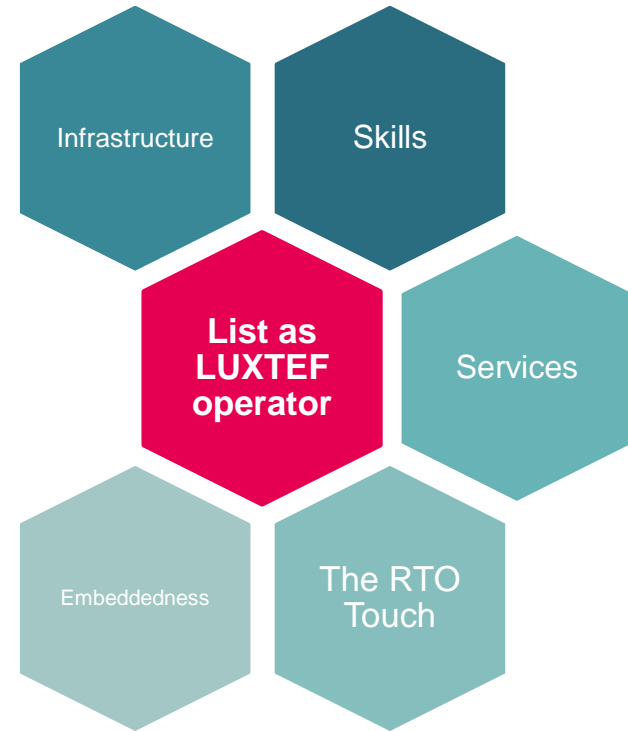 Infrastructure
Skills
List as
LUXTEF
operator
Services
Embeddedness
The RTO
Touch